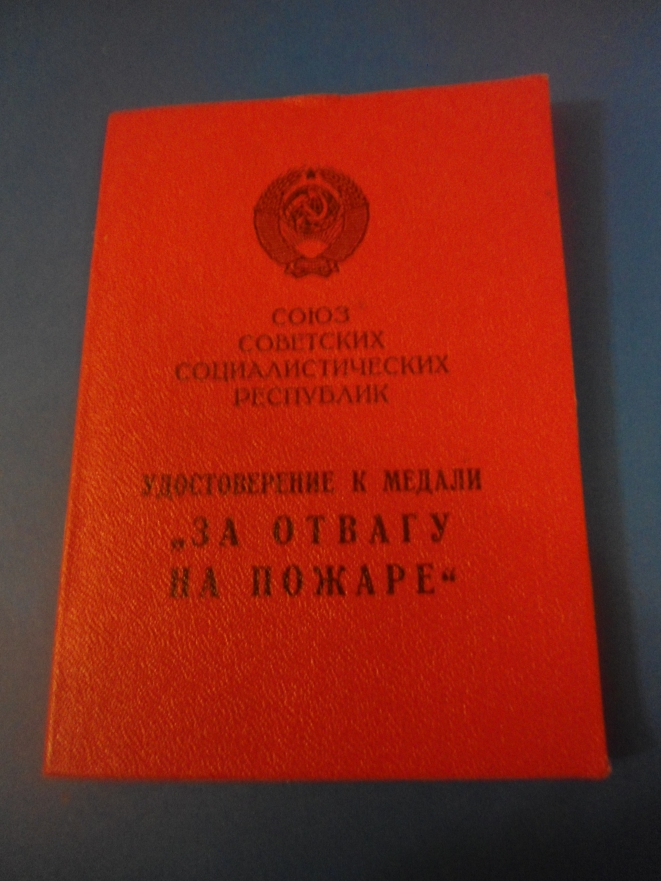 СОЮЗ
СОВЕТСКИХ
СОЦИАЛИСТИЧЕСКИХ
РЕСПУБЛИК
УДОСТОВЕРЕНИЕ К МЕДАЛИ
„ЗА ОТВАГУ
НА ПОЖАРЕ“